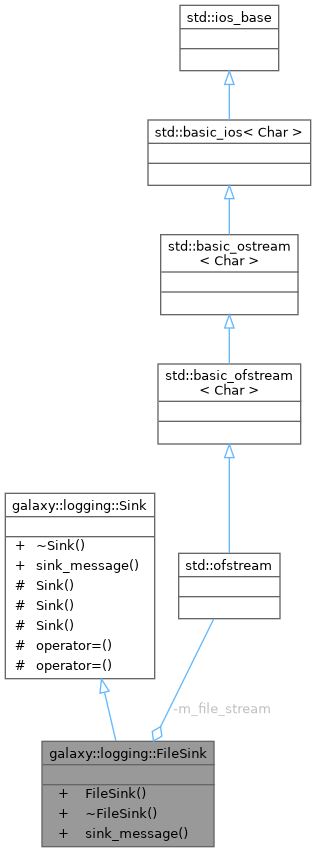 std::ios_base
std::basic_ios< Char >
std::basic_ostream
< Char >
std::basic_ofstream
< Char >
galaxy::logging::Sink
+ ~Sink()
+ sink_message()
# Sink()
# Sink()
# Sink()
# operator=()
# operator=()
std::ofstream
-m_file_stream
galaxy::logging::FileSink
+ FileSink()
+ ~FileSink()
+ sink_message()